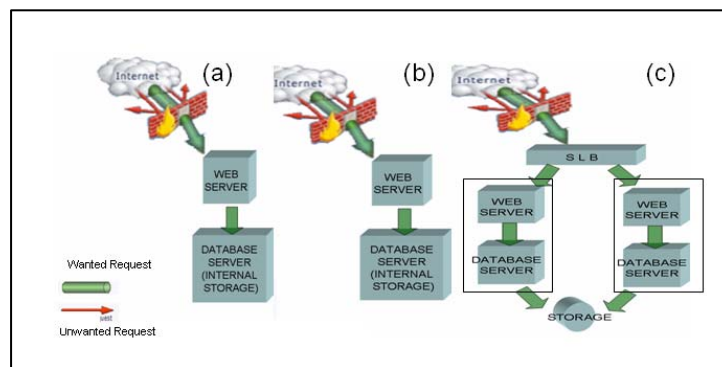 Internet
(a)
WEB
SERVER
DATABASE
SERVER
(INTERNAL
STORAGE)
Internet
(b)
WEB
SERVER
DATABASE
SERVER
(INTERNAL
STORAGE)
Internet
(c)
S L B
WEB
SERVER
DATABASE
SERVER
WEB
SERVER
DATABASE
SERVER
STORAGE
Wanted Request
Unwanted Request